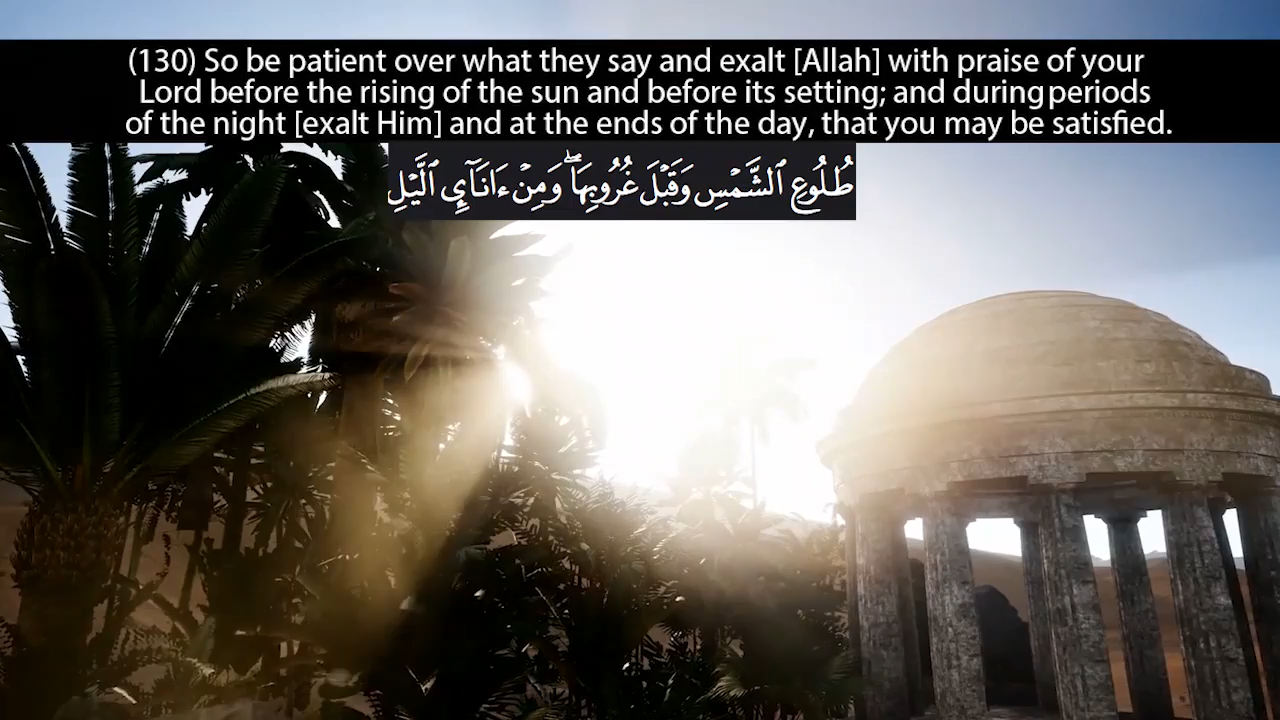 (130) So be patient over what they say and exalt [Allah] with praise of your
Lord before the rising of the sun and before its setting; and during periods
of the night [exalt Him] and at the ends of the day, that you may be satisfied.
طُلُوعِ ٱلشَّمْسِ وَقَبْلَ غُرُوبِهَا ۖ وَمِنْ ءَانَآئِ ٱلَّيْلِ